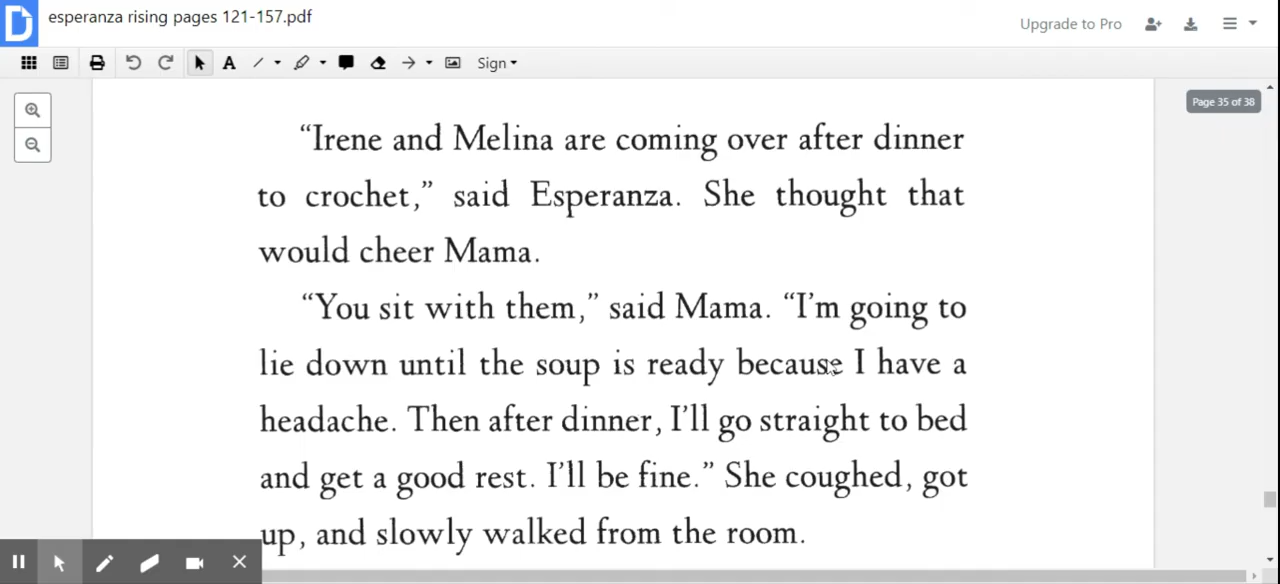 esperanza rising pages 121-157.pdf
Upgrade to Pro
A
Sign
Page 35 of 38
“Irene and Melina are coming over after dinner
to crochet,” said Esperanza. She thought that
would cheer Mama.
“You sit with them,” said Mama. “I’m going to
lie down until the soup is ready because I have a
headache. Then after dinner, I’ll go straight to bed
and get a good rest. I’ll be fine.” She coughed, got
up, and slowly walked from the room.